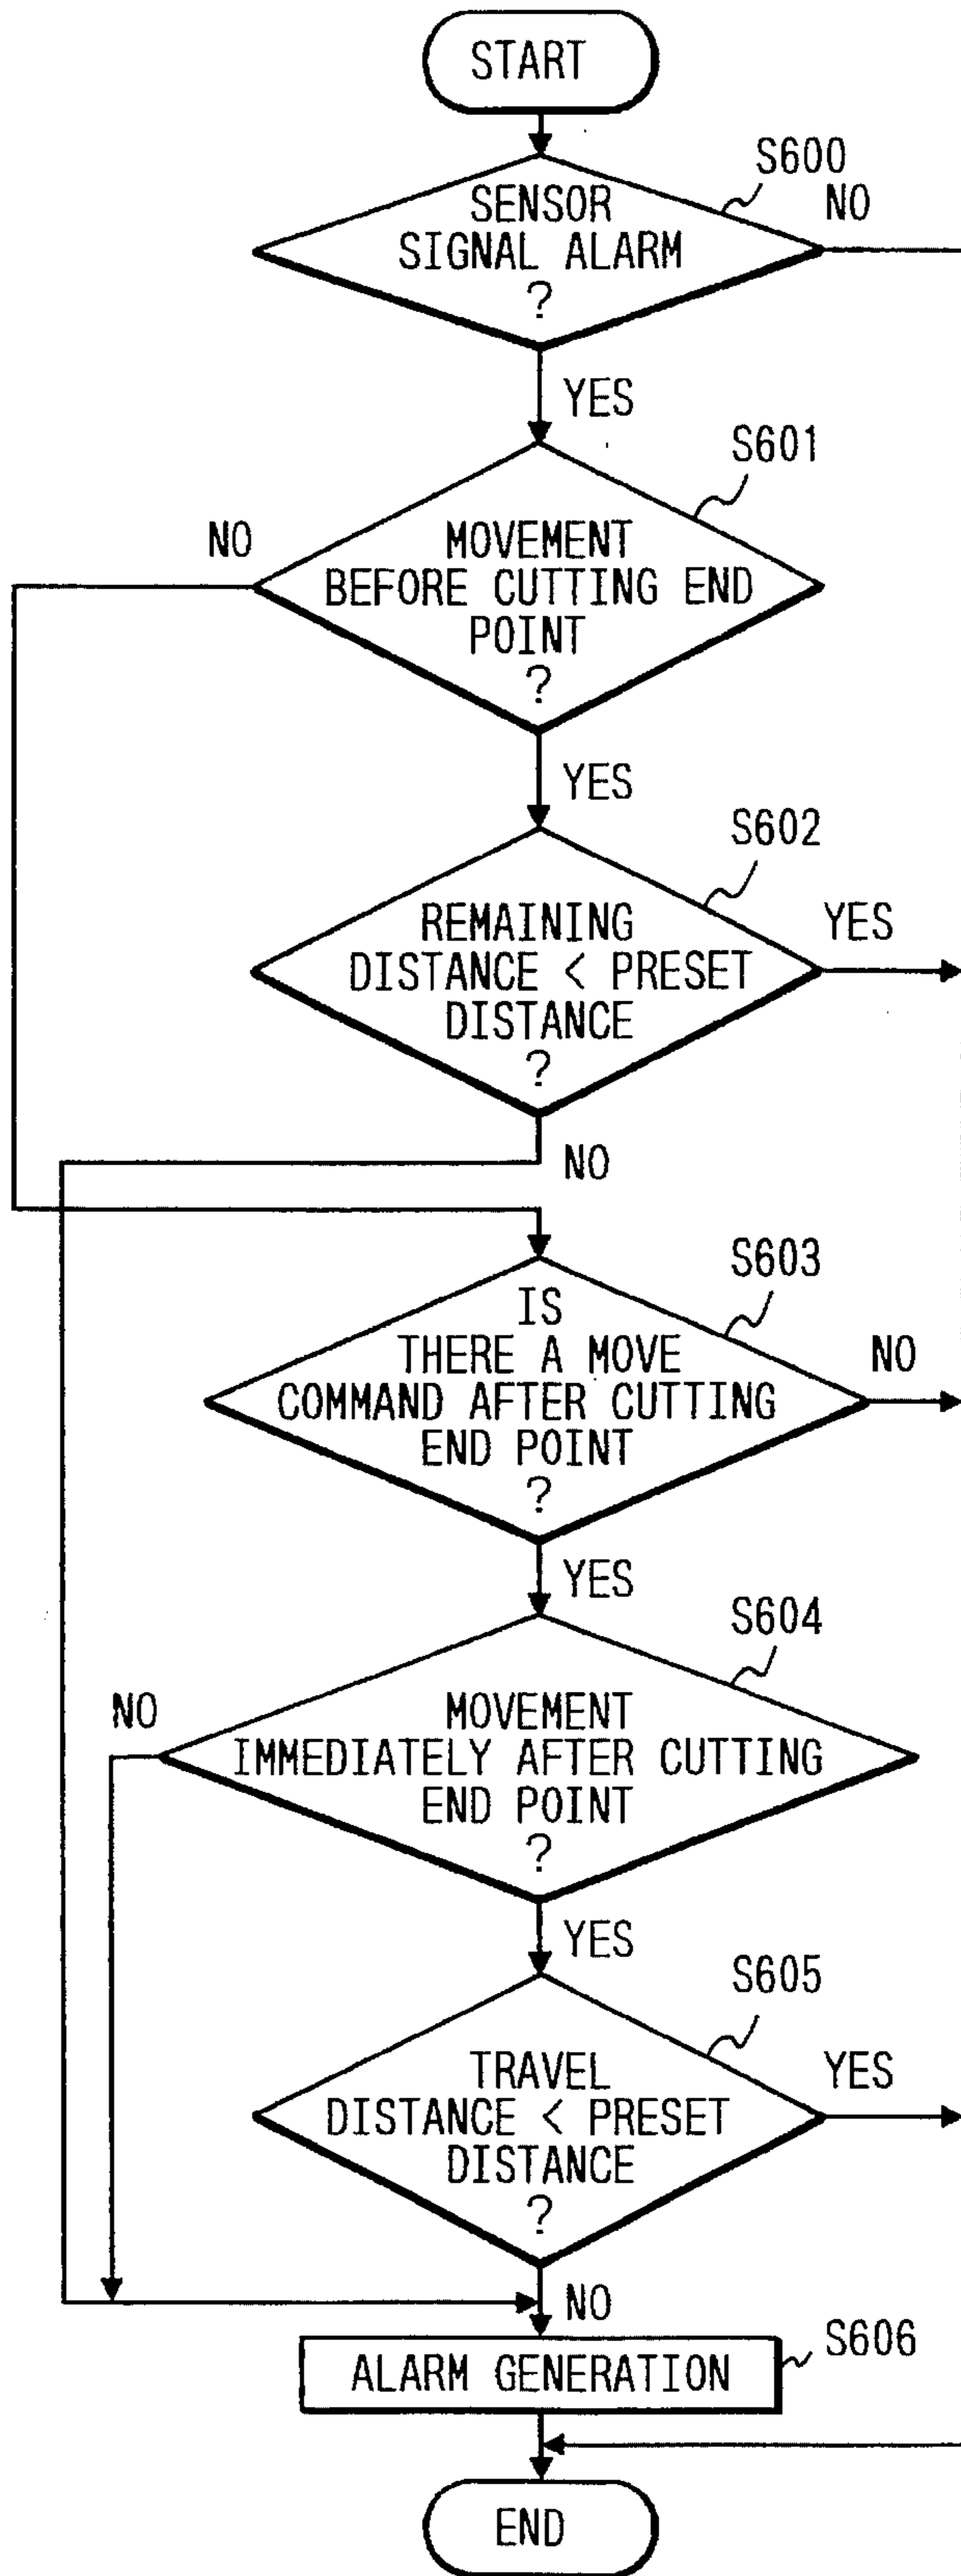 START
S600
NO
SENSOR
SIGNAL ALARM
?
YES
S601
NO
MOVEMENT
BEFORE CUTTING END
POINT
?
YES
S602
YES
REMAINING
DISTANCE < PRESET
DISTANCE
?
NO
S603
IS
THERE A MOVE
COMMAND AFTER CUTTING
END POINT
?
NO
YES
S604
NO
MOVEMENT
IMMEDIATELY AFTER CUTTING
END POINT
?
YES
S605
YES
TRAVEL
DISTANCE < PRESET
DISTANCE
?
NO
S606
ALARM GENERATION
END